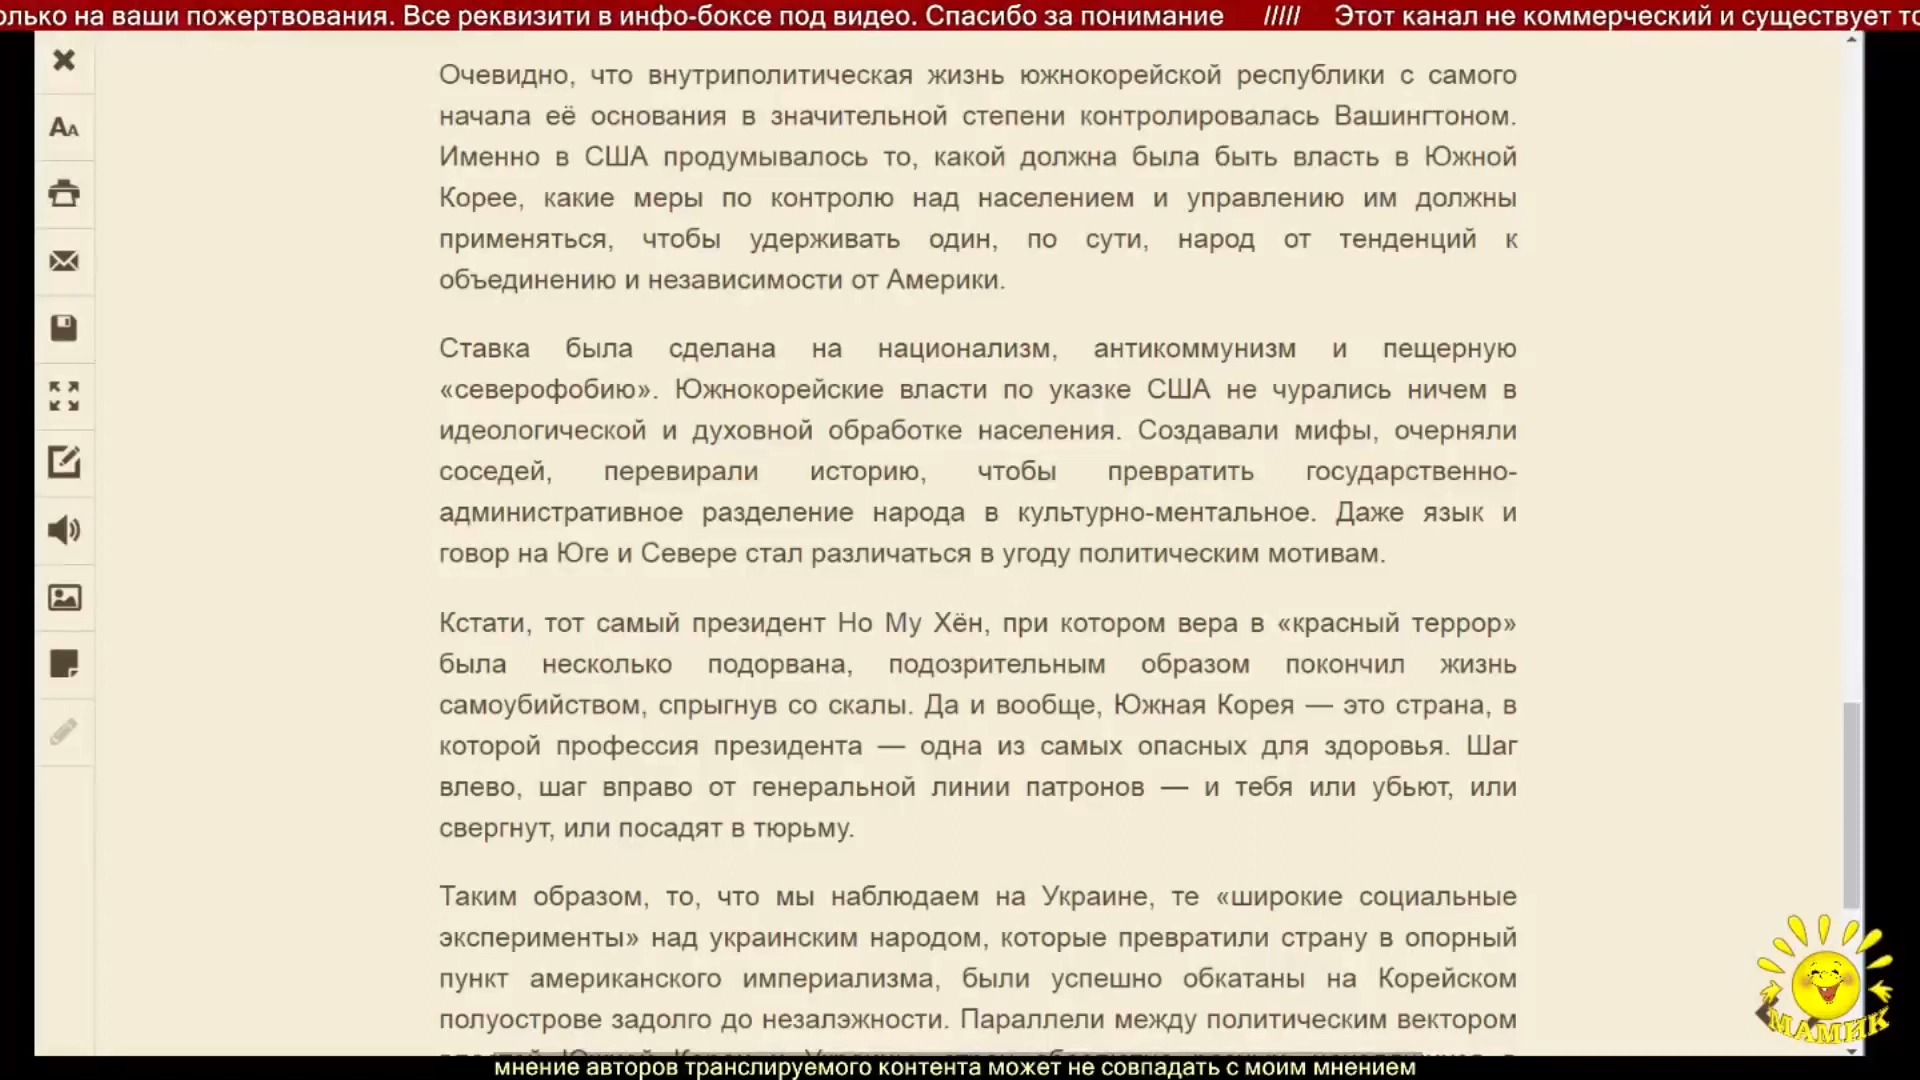 олько на ваши пожертвования. Все реквизити в инфо-боксе под видео. Спасибо за понимание ///// Этот канал не коммерческий и существует то
Очевидно, что внутриполитическая жизнь южнокорейской республики с самого
начала её основания в значительной степени контролировалась Вашингтоном.
Именно в США продумывалось то, какой должна была быть власть в Южной
Корее, какие меры по контролю над населением и управлению им должны
применяться, чтобы удерживать один, по сути, народ от тенденций к
объединению и независимости от Америки.
Ставка была сделана на национализм, антикоммунизм и пещерную
«северофобию». Южнокорейские власти по указке США не чурались ничем в
идеологической и духовной обработке населения. Создавали мифы, очерняли
соседей, перевирали историю, чтобы превратить государственно-
административное разделение народа в культурно-ментальное. Даже язык и
говор на Юге и Севере стал различаться в угоду политическим мотивам.
Кстати, тот самый президент Но Му Хён, при котором вера в «красный террор»
была несколько подорвана, подозрительным образом покончил жизнь
самоубийством, спрыгнув со скалы. Да и вообще, Южная Корея — это страна, в
которой профессия президента — одна из самых опасных для здоровья. Шаг
влево, шаг вправо от генеральной линии патронов — и тебя или убьют, или
свергнут, или посадят в тюрьму.
Таким образом, то, что мы наблюдаем на Украине, те «широкие социальные
эксперименты» над украинским народом, которые превратили страну в опорный
пункт американского империализма, были успешно обкатаны на Корейском
полуострове задолго до незалэжности. Параллели между политическим вектором
МАМИК
мнение авторов транслируемого контента может не совпадать с моим мнением